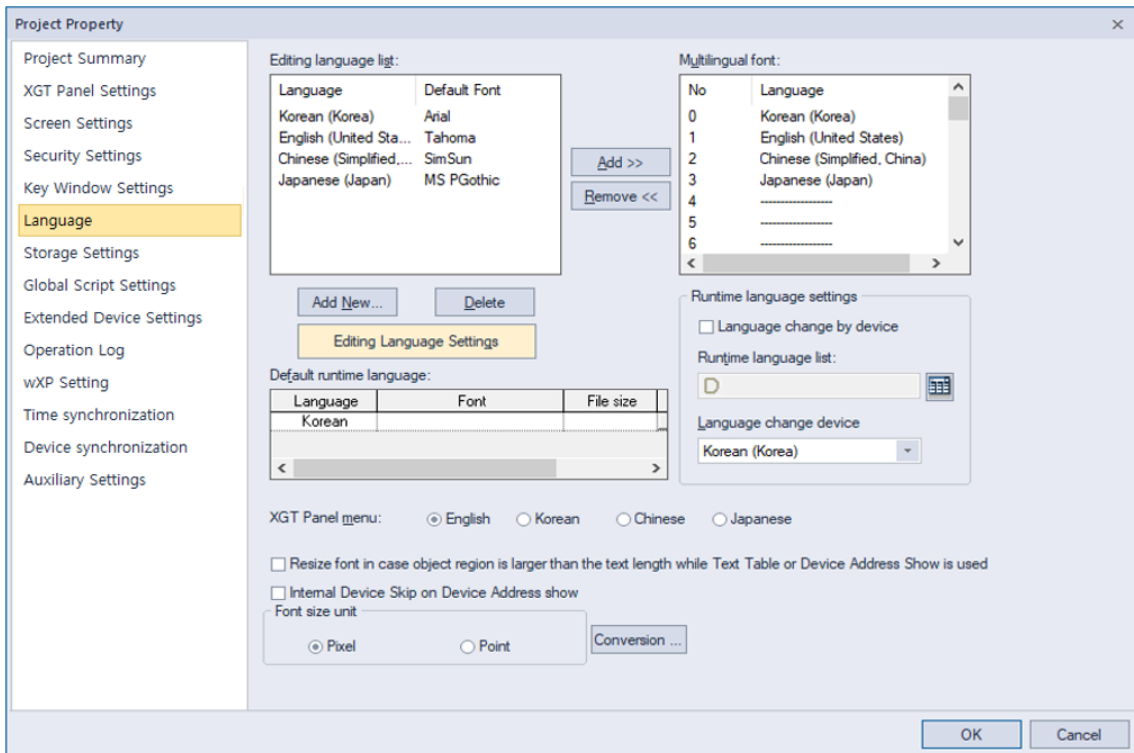 Project Property
Project Summary
XGT Panel Settings
Screen Settings
Security Settings
Key Window Settings
Language
Storage Settings
Global Script Settings
Extended Device Settings
Operation Log
wXP Setting
Time synchronization
Device synchronization
Auxiliary Settings
Editing language list:
Language Default Font
Korean (Korea) Arial
English (United Sta... Tahoma
Chinese (Simplified,... SimSun
Japanese (Japan) MS PGothic
Add >>
Remove <<
Multilingual font:
No Language
0 Korean (Korea)
1 English (United States)
2 Chinese (Simplified, China)
3 Japanese (Japan)
4 ------------------
5 ------------------
6 ------------------
Add New... Delete
Editing Language Settings
Default runtime language:
Language Font File size
Korean ...
Runtime language settings
Language change by device
Runtime language list:
D
Language change device
Korean (Korea)
XGT Panel menu: English Korean Chinese Japanese
Resize font in case object region is larger than the text length while Text Table or Device Address Show is used
Internal Device Skip on Device Address show
Font size unit
Pixel Point
Conversion ...
OK Cancel